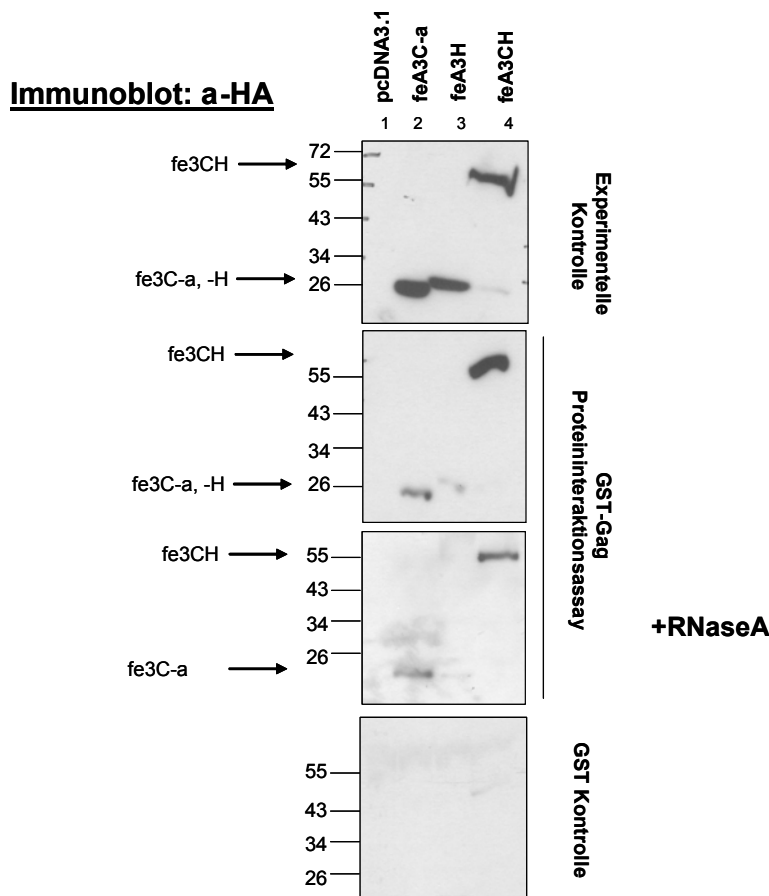 Immunoblot: a-HA
pcDNA3.1
feA3C-a
feA3H
feA3CH
1 2 3 4
fe3CH
72
55
43
34
fe3C-a, -H
26
Experimentelle
Kontrolle
fe3CH
55
43
34
fe3C-a, -H
26
GST-Gag
Proteininteraktionsassay
fe3CH
55
43
34
26
fe3C-a
+RNaseA
55
43
34
26
GST Kontrolle